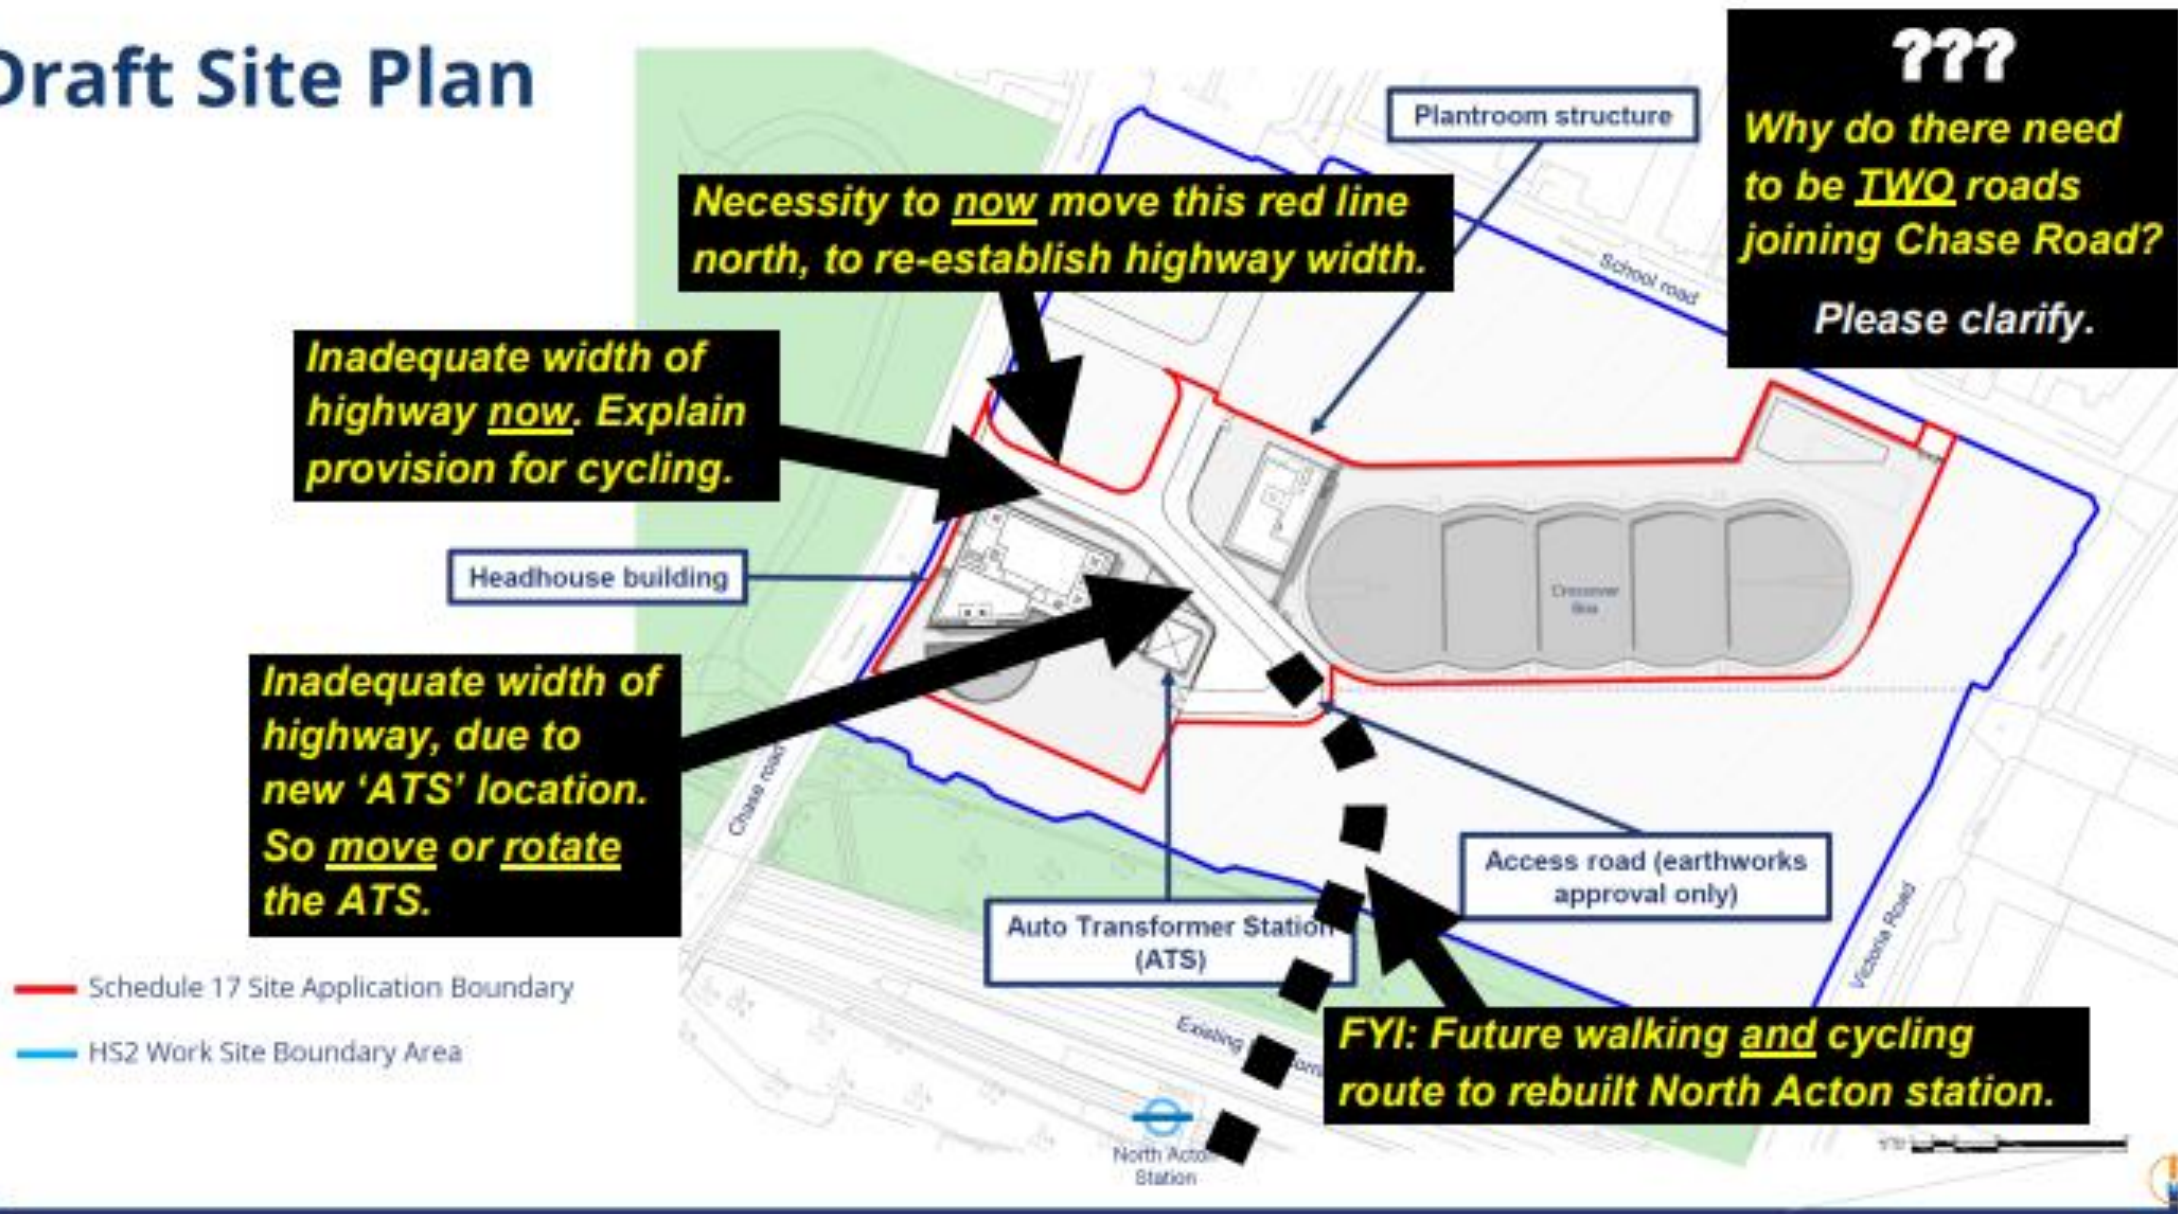 Draft Site Plan
???
Why do there need
to be TWO roads
joining Chase Road?
Please clarify.
Plantroom structure
Necessity to now move this red line
north, to re-establish highway width.
School road
Inadequate width of
highway now. Explain
provision for cycling.
Headhouse building
Crossover
Box
Inadequate width of
highway, due to
new ‘ATS’ location.
So move or rotate
the ATS.
Chase road
Access road (earthworks
approval only)
Auto Transformer Station
(ATS)
Victoria Road
Schedule 17 Site Application Boundary
HS2 Work Site Boundary Area
Existing
FYI: Future walking and cycling
route to rebuilt North Acton station.
North Acton
Station